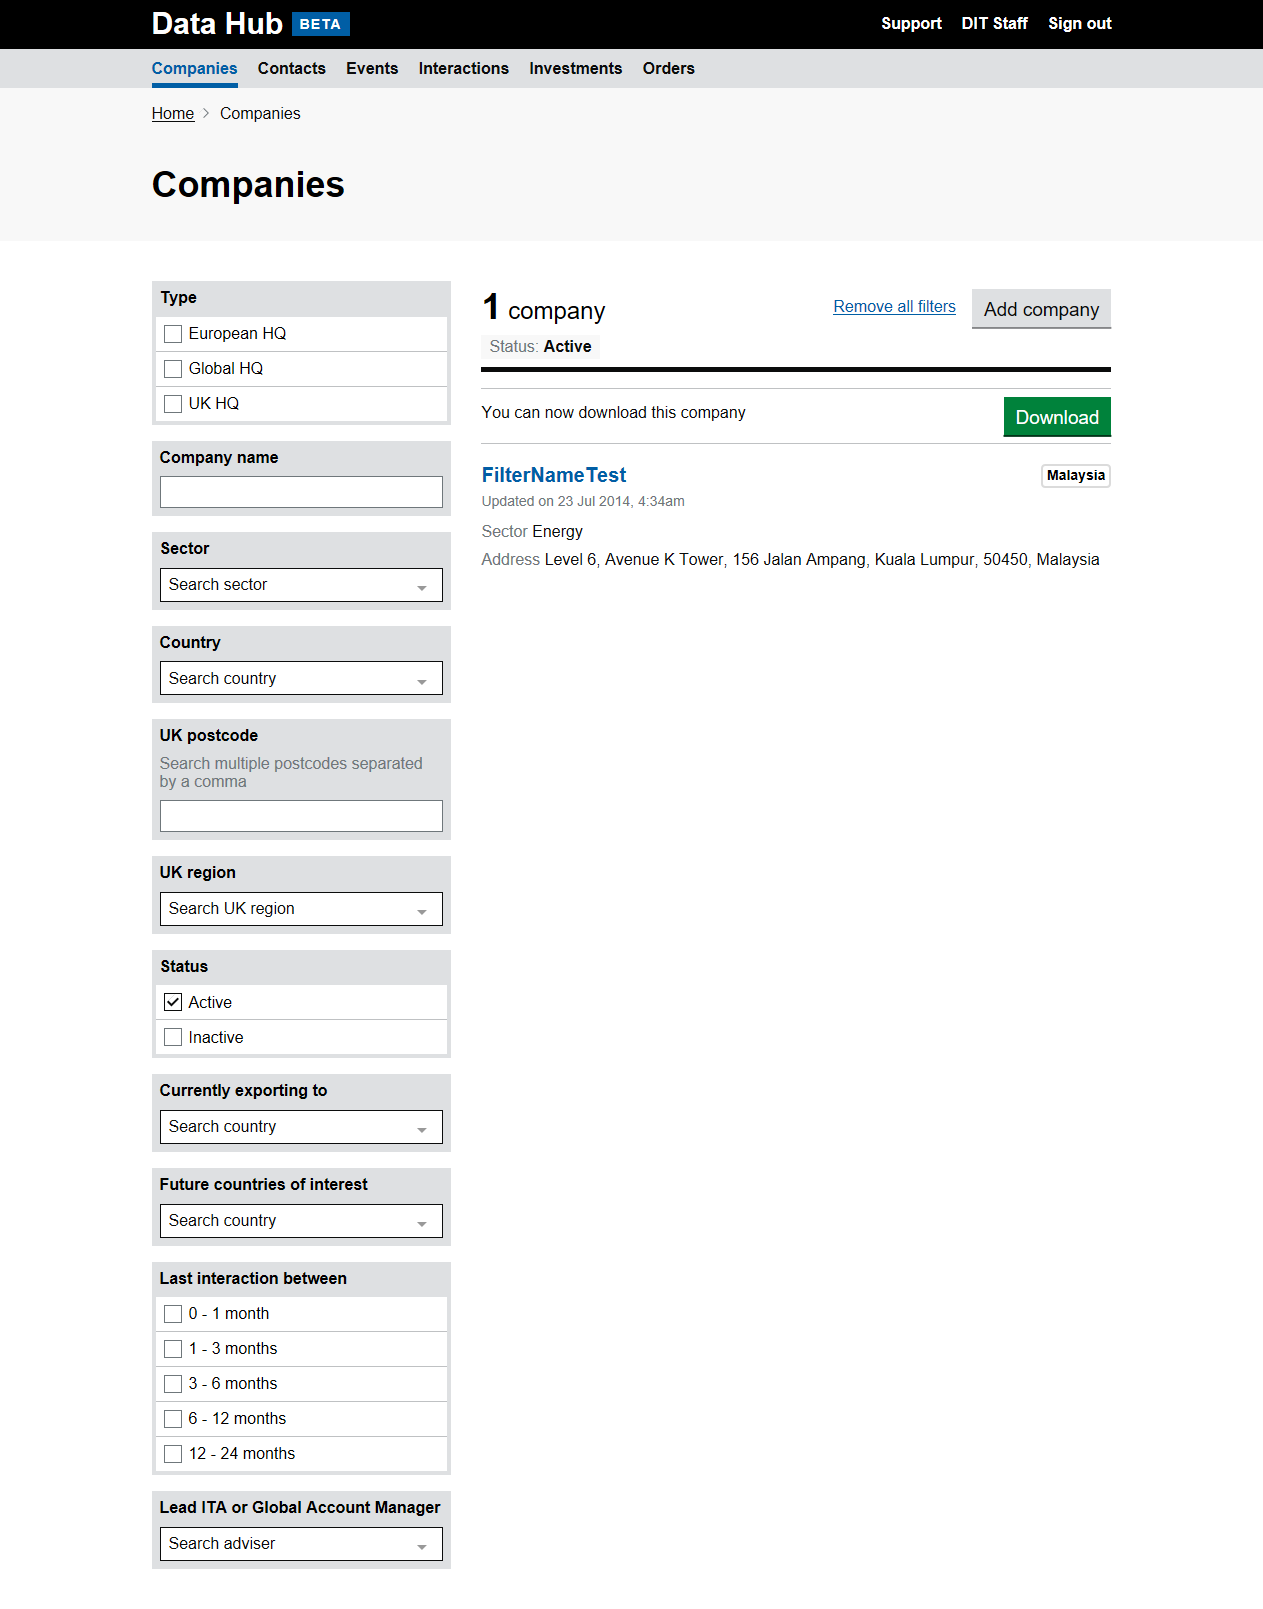 Data Hub BETA
Support DIT Staff Sign out
Companies Contacts Events Interactions Investments Orders
Home Companies
Companies
Type
European HQ
Global HQ
UK HQ
Company name
Sector
Search sector
Country
Search country
UK postcode
Search multiple postcodes separated
by a comma
UK region
Search UK region
Status
Active
Inactive
Currently exporting to
Search country
Future countries of interest
Search country
Last interaction between
0 - 1 month
1 - 3 months
3 - 6 months
6 - 12 months
12 - 24 months
Lead ITA or Global Account Manager
Search adviser
1 company
Remove all filters
Add company
Status: Active
You can now download this company
Download
FilterNameTest
Malaysia
Updated on 23 Jul 2014, 4:34am
Sector Energy
Address Level 6, Avenue K Tower, 156 Jalan Ampang, Kuala Lumpur, 50450, Malaysia